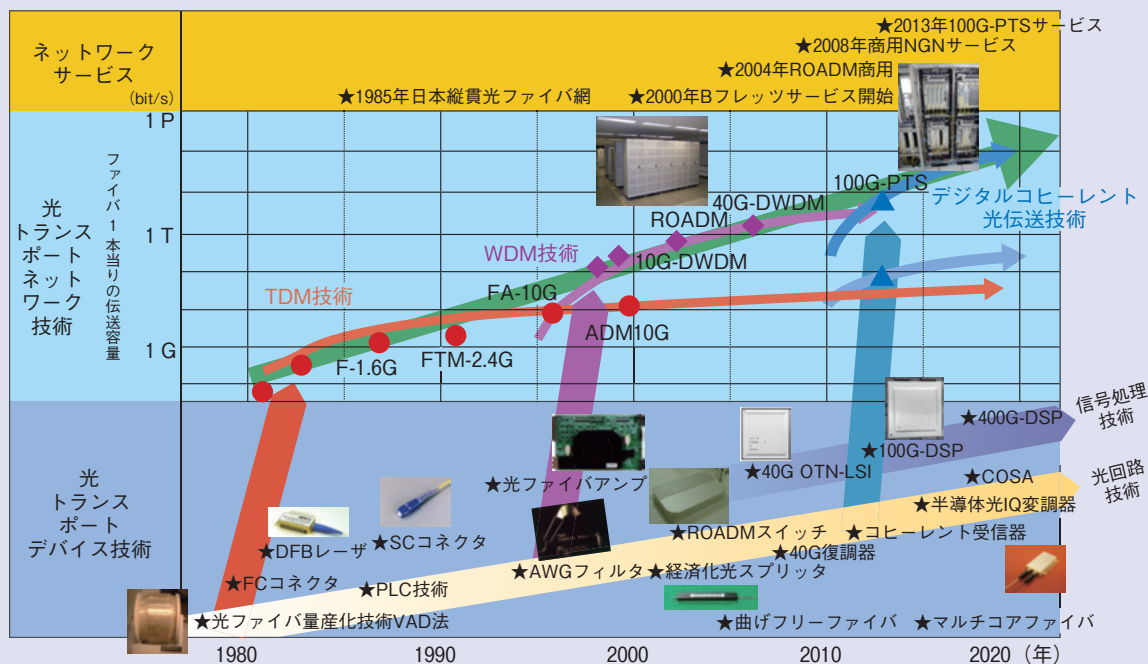 ネットワーク
サービス
(bit/s)
★2013年100G-PTSサービス
★2008年商用NGNサービス
★2004年ROADM商用
★1985年日本縦貫光ファイバ網
★2000年Bフレッツサービス開始
光
トランス
ポート
ネット
ワーク
技術
ファイバ1本当りの伝送容量
1 P
1 T
1 G
100G-PTS
40G-DWDM
デジタルコヒーレント
光伝送技術
ROADM
WDM技術
10G-DWDM
TDM技術
FA-10G
ADM10G
F-1.6G
FTM-2.4G
光
トランス
ポート
デバイス技術
信号処理
技術
★400G-DSP
★100G-DSP
★40G OTN-LSI
光回路
技術
★COSA
★光ファイバアンプ
★半導体光IQ変調器
★ROADMスイッチ
★コヒーレント受信器
★DFBレーザ
★SCコネクタ
★40G復調器
★AWGフィルタ
★経済化光スプリッタ
★FCコネクタ
★PLC技術
★光ファイバ量産化技術VAD法
★曲げフリーファイバ
★マルチコアファイバ
1980
1990
2000
2010
2020（年）